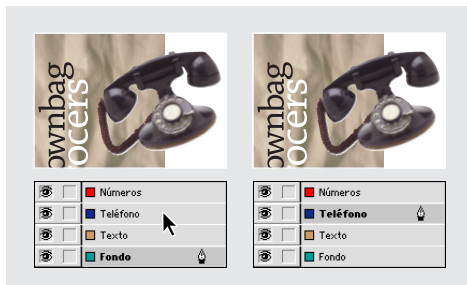 ownbag
ocers
ownbag
ocers
Números
Teléfono
Texto
Fondo
Números
Teléfono
Texto
Fondo